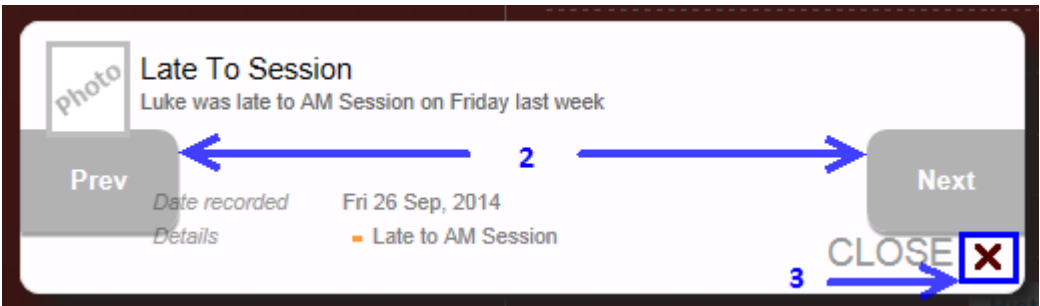 photo
Late To Session
Luke was late to AM Session on Friday last week
2
Prev
Next
Date recorded Fri 26 Sep, 2014
Details Late to AM Session
CLOSE
3